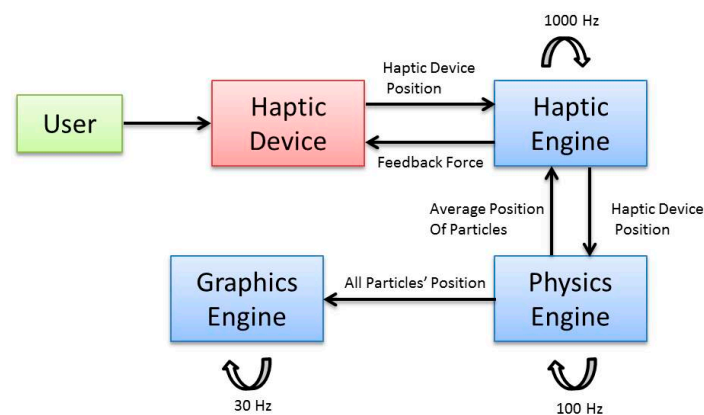 1000 Hz
Haptic Device
Position
User
Haptic
Device
Haptic
Engine
Feedback Force
Average Position
Of Particles
Haptic Device
Position
Graphics
Engine
All Particles' Position
Physics
Engine
30 Hz
100 Hz